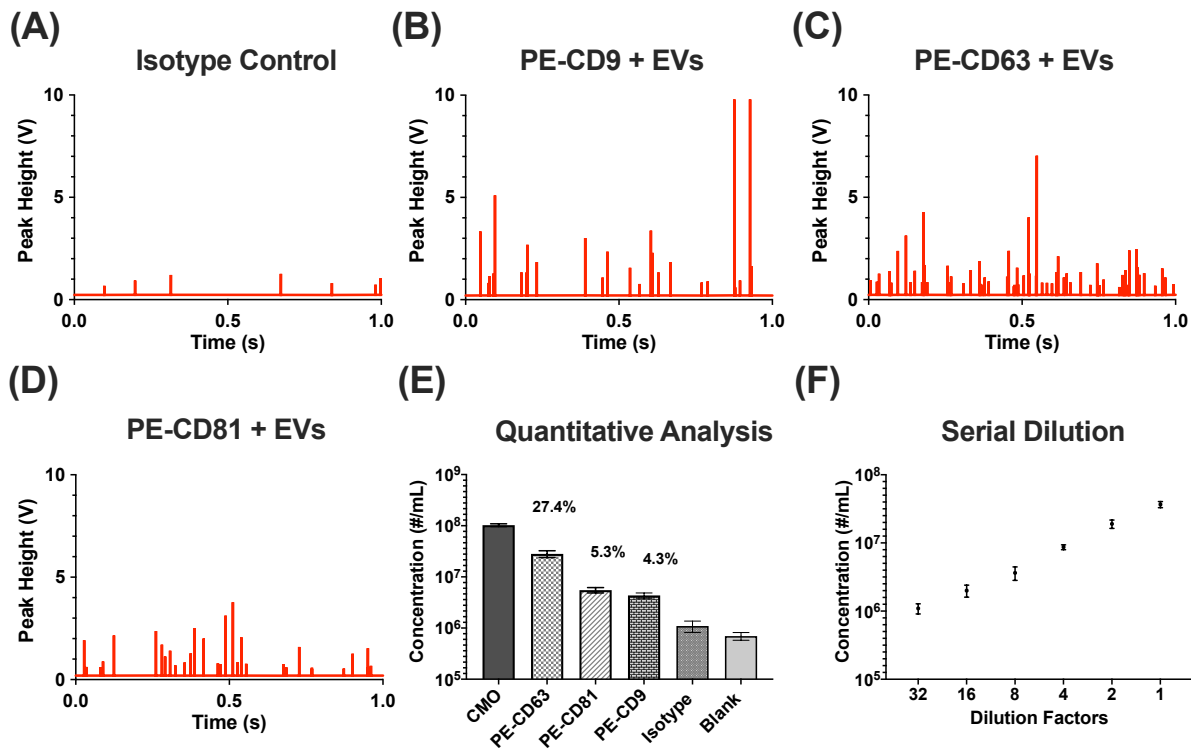 (A)
Isotype Control
10
5
0
Peak Height (V)
0.0
0.5
1.0
Time (s)
(B)
PE-CD9 + EVs
10
5
0
Peak Height (V)
0.0
0.5
1.0
Time (s)
(C)
PE-CD63 + EVs
10
5
0
Peak Height (V)
0.0
0.5
1.0
Time (s)
(D)
PE-CD81 + EVs
10
5
0
Peak Height (V)
0.0
0.5
1.0
Time (s)
(E)
Quantitative Analysis
10⁹
10⁸
10⁷
10⁶
10⁵
Concentration (#/mL)
27.4%
5.3%
4.3%
CMO
PE-CD63
PE-CD81
PE-CD9
Isotype
Blank
(F)
Serial Dilution
10⁸
10⁷
10⁶
10⁵
Concentration (#/mL)
32
16
8
4
2
1
Dilution Factors